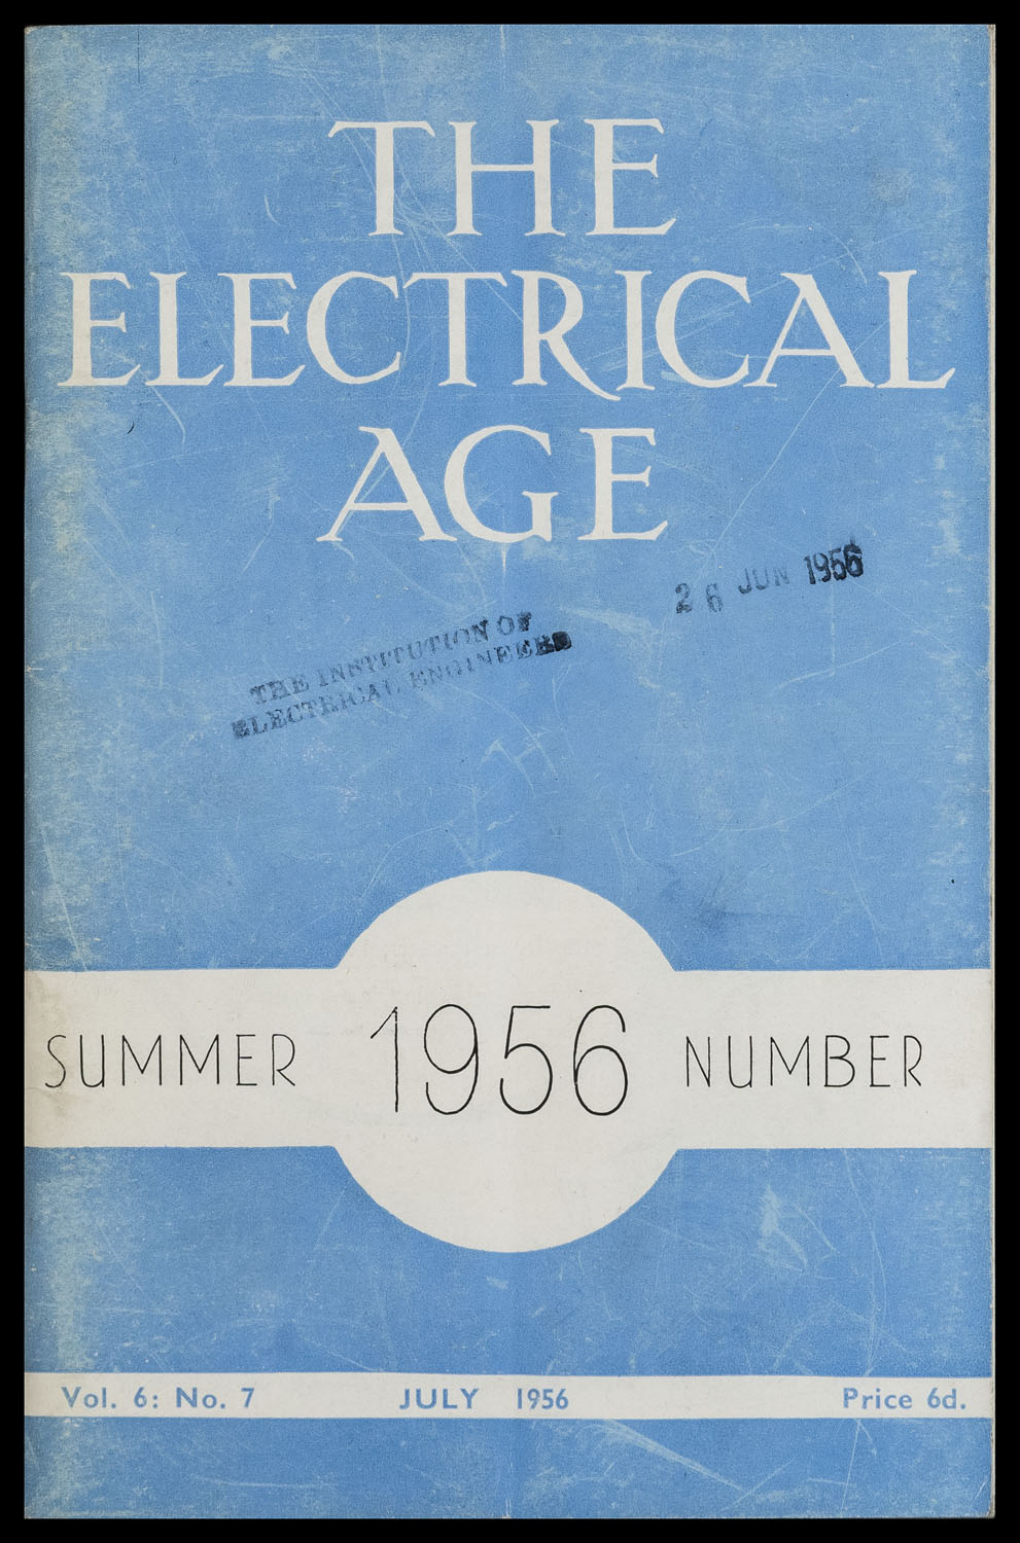 THE
ELECTRICAL
AGE
26 JUN 1956
THE INSTITUTION OF
ELECTRICAL ENGINEERS
SUMMER 1956 NUMBER
Vol. 6: No. 7 JULY 1956 Price 6d.